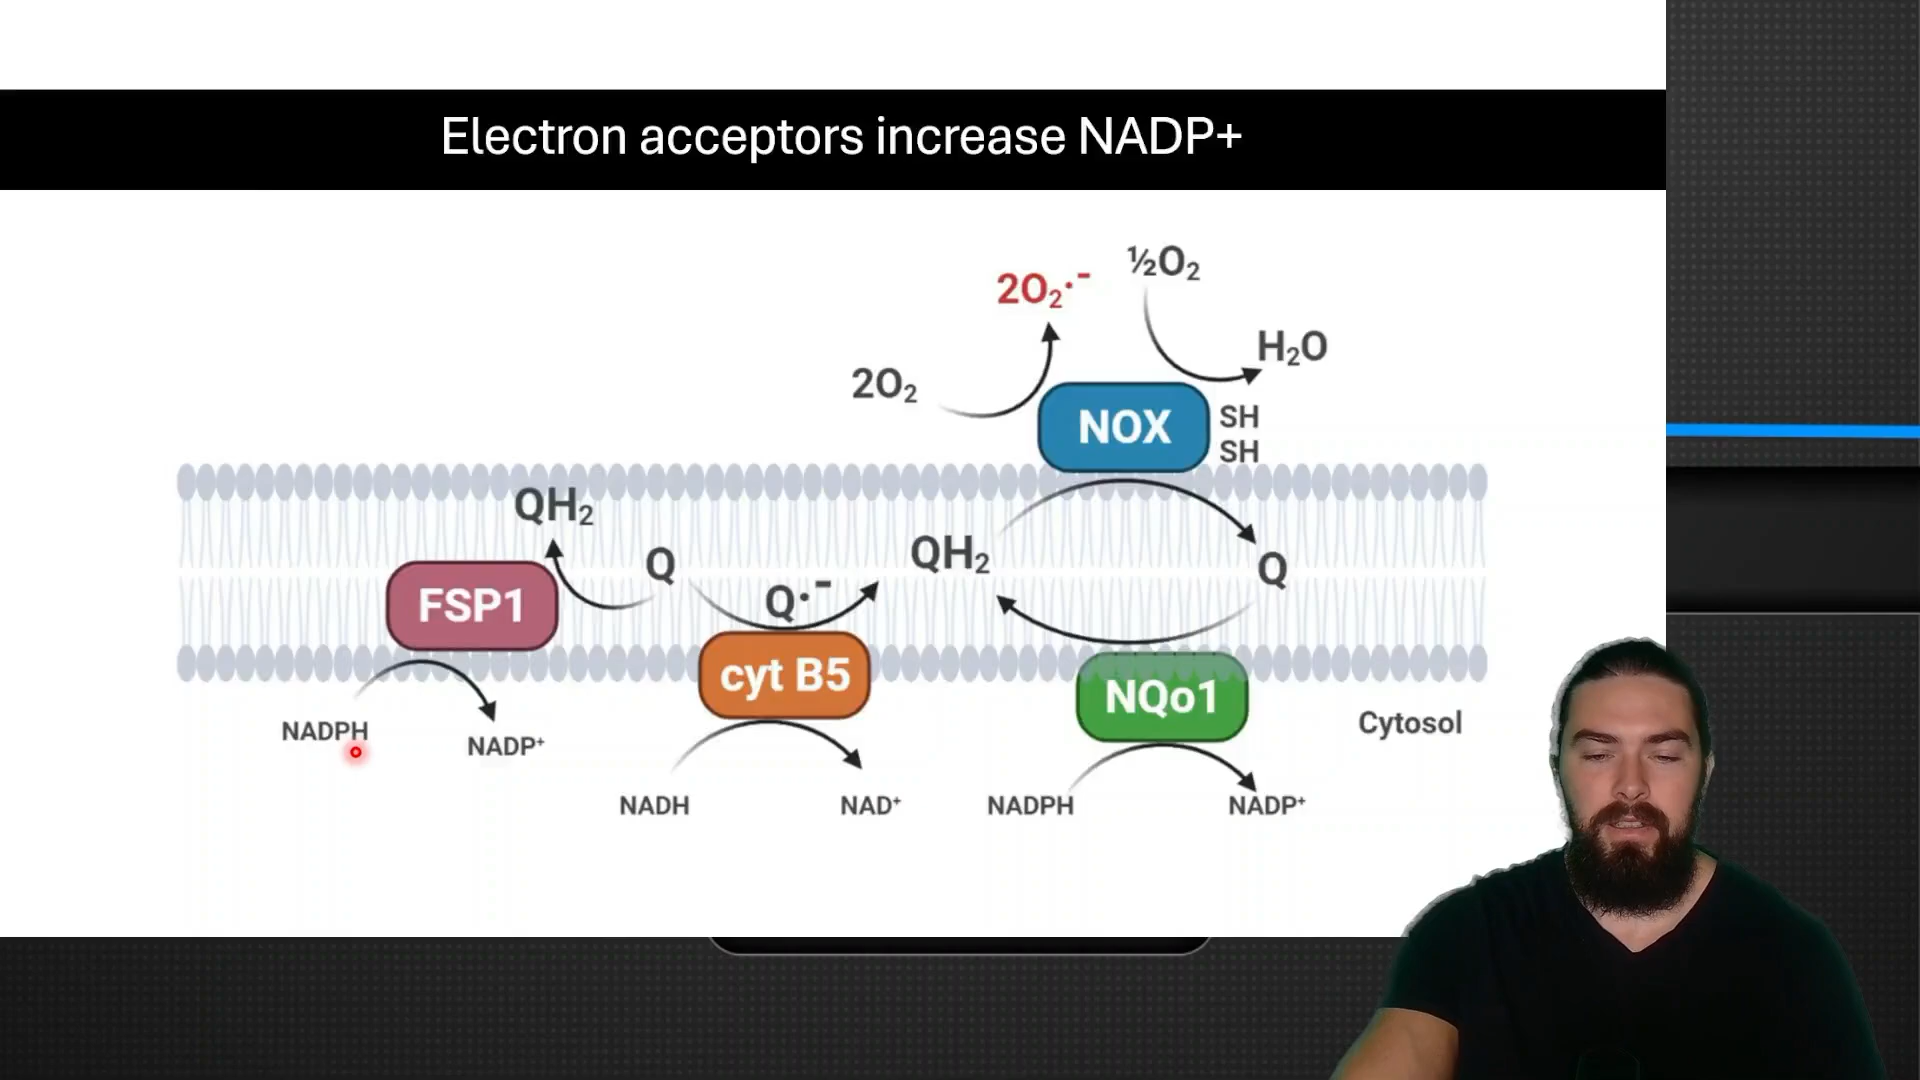 Electron acceptors increase NADP+
½O₂
2O₂·⁻
H₂O
2O₂
NOX
SH
SH
QH₂
Q
QH₂
Q
Q·⁻
FSP1
cyt B5
NQo1
Cytosol
NADPH
NADP⁺
NADH
NAD⁺
NADPH
NADP⁺